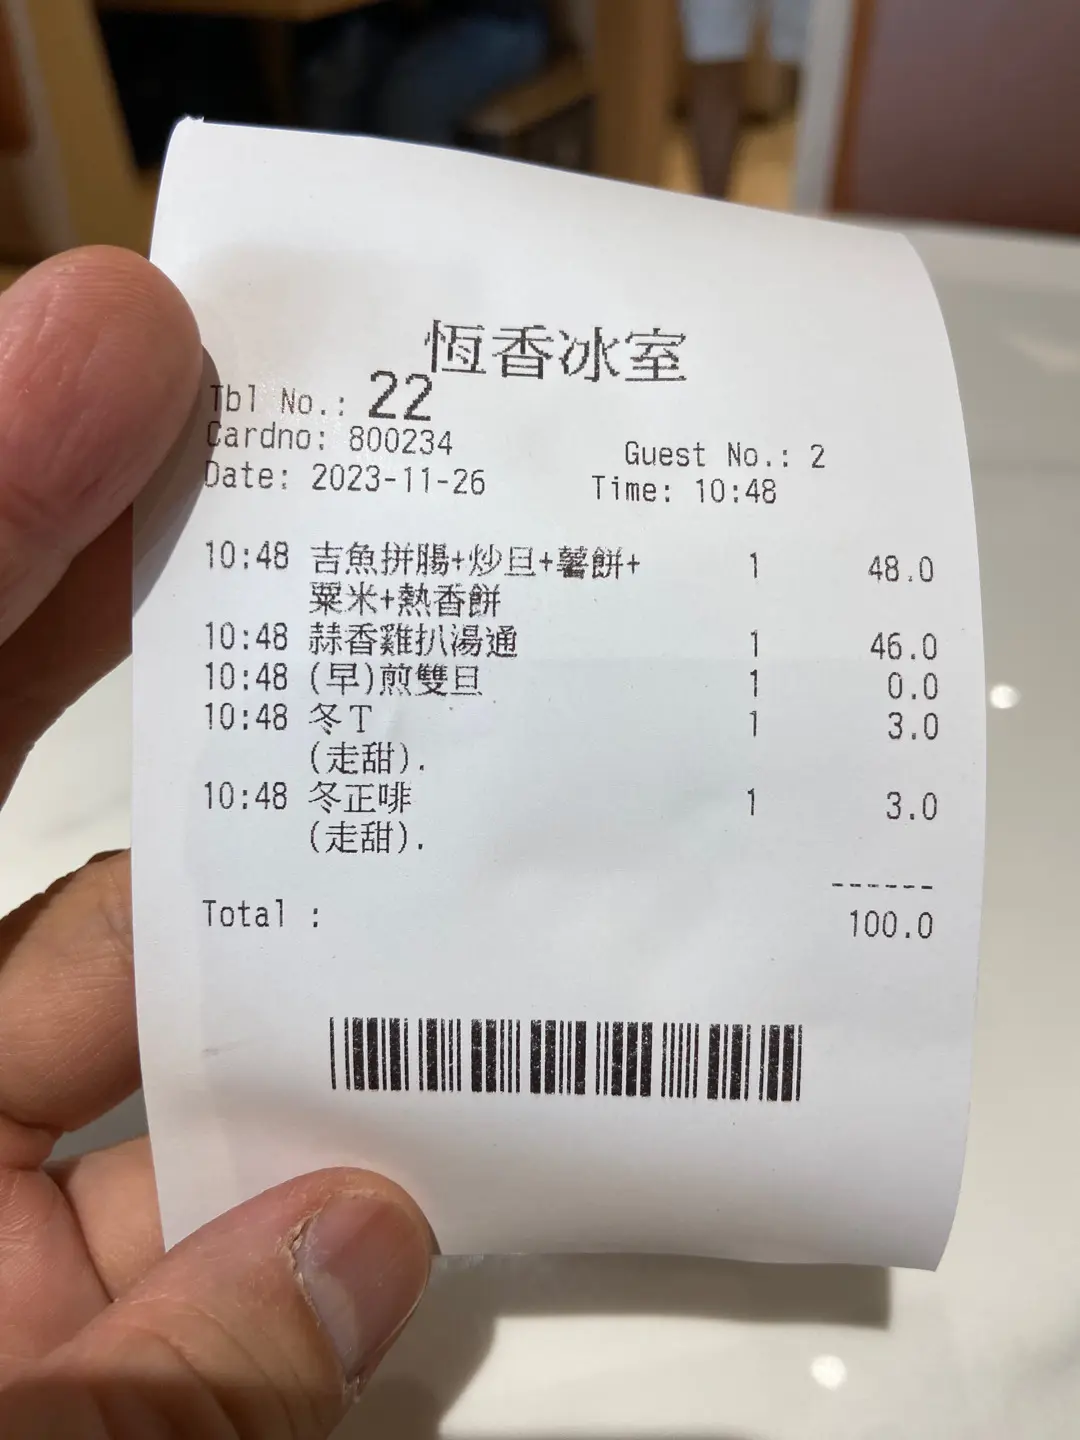 恆香冰室
Tbl No.: 22
Cardno: 800234 Guest No.: 2
Date: 2023-11-26 Time: 10:48
10:48 吉魚拼腸+炒旦+薯餅+ 1 48.0
粟米+熱香餅
10:48 蒜香雞扒湯通 1 46.0
10:48 (早)煎雙旦 1 0.0
10:48 冬T 1 3.0
(走甜).
10:48 冬正啡 1 3.0
(走甜).
------
Total : 100.0